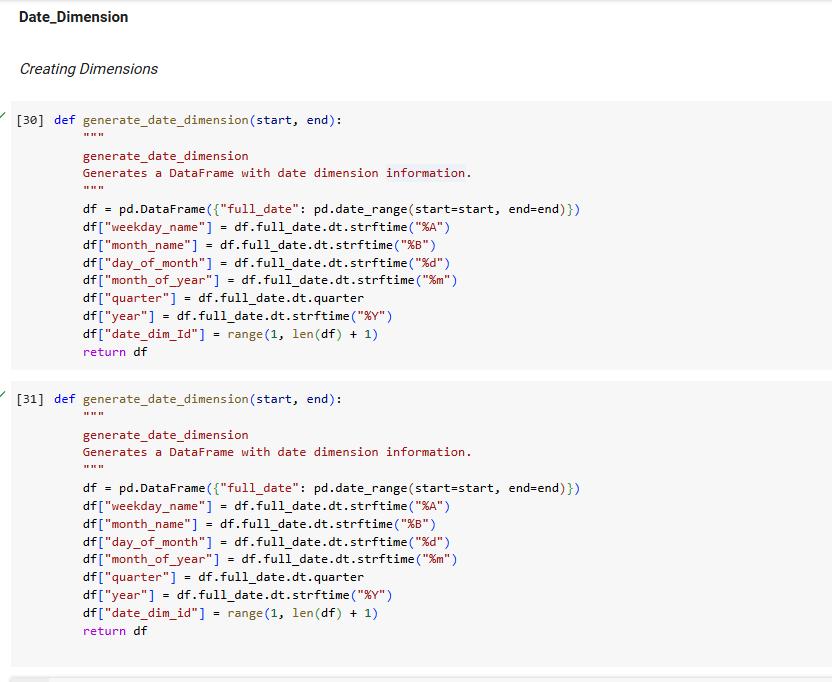 Date_Dimension
Creating Dimensions
[30] def generate_date_dimension(start, end):
"""
generate_date_dimension
Generates a DataFrame with date dimension information.
"""
df = pd.DataFrame({"full_date": pd.date_range(start=start, end=end)})
df["weekday_name"] = df.full_date.dt.strftime("%A")
df["month_name"] = df.full_date.dt.strftime("%B")
df["day_of_month"] = df.full_date.dt.strftime("%d")
df["month_of_year"] = df.full_date.dt.strftime("%m")
df["quarter"] = df.full_date.dt.quarter
df["year"] = df.full_date.dt.strftime("%Y")
df["date_dim_Id"] = range(1, len(df) + 1)
return df
[31] def generate_date_dimension(start, end):
"""
generate_date_dimension
Generates a DataFrame with date dimension information.
"""
df = pd.DataFrame({"full_date": pd.date_range(start=start, end=end)})
df["weekday_name"] = df.full_date.dt.strftime("%A")
df["month_name"] = df.full_date.dt.strftime("%B")
df["day_of_month"] = df.full_date.dt.strftime("%d")
df["month_of_year"] = df.full_date.dt.strftime("%m")
df["quarter"] = df.full_date.dt.quarter
df["year"] = df.full_date.dt.strftime("%Y")
df["date_dim_id"] = range(1, len(df) + 1)
return df